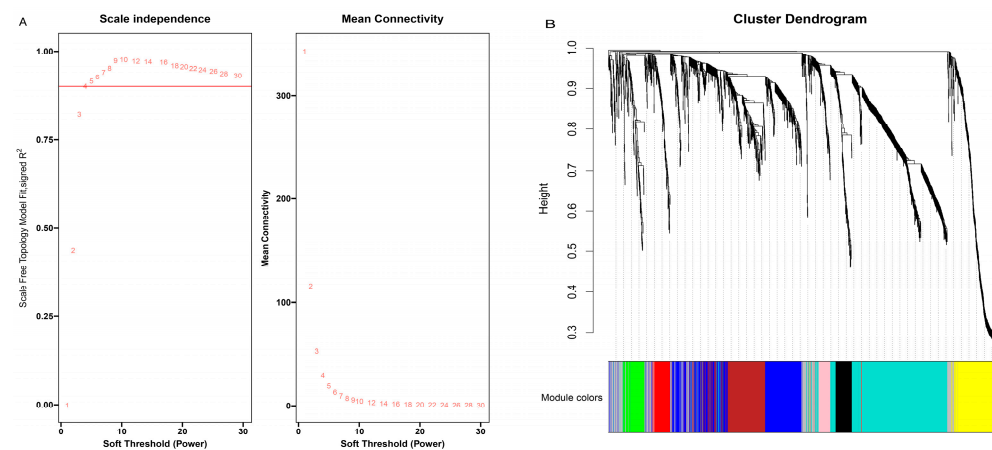 A
Scale independence
1.00
0.75
0.50
0.25
0.00
Scale Free Topology Model Fit,signed R²
1
2
3
4
5
6
7
8
9 10 12 14 16 18 20 22 24 26 28 30
0 10 20 30
Soft Threshold (Power)
Mean Connectivity
300
200
100
0
Mean Connectivity
1
2
3
4
5
6
7
8 9 10 12 14 16 18 20 22 24 26 28 30
0 10 20 30
Soft Threshold (Power)
B
Cluster Dendrogram
1.0
0.9
0.8
0.7
0.6
0.5
0.4
0.3
Height
Module colors